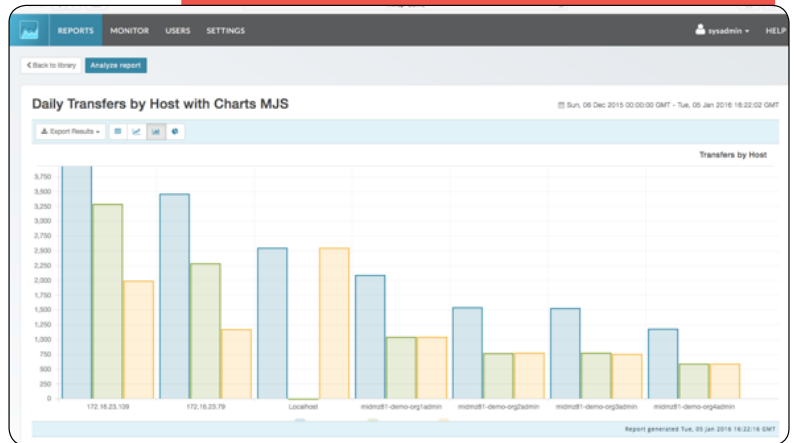 REPORTS MONITOR USERS SETTINGS sysadmin HELP
Back to library Analyze report
Daily Transfers by Host with Charts MJS
Sun, 06 Dec 2015 00:00:00 GMT - Tue, 05 Jan 2016 16:22:02 GMT
Export Results
Transfers by Host
3,750
3,500
3,250
3,000
2,750
2,500
2,250
2,000
1,750
1,500
1,250
1,000
750
500
250
0
172.16.23.109 172.16.23.79 Localhost midmz81-demo-org1admin midmz81-demo-org2admin midmz81-demo-org3admin midmz81-demo-org4admin
Report generated Tue, 05 Jan 2016 16:22:16 GMT